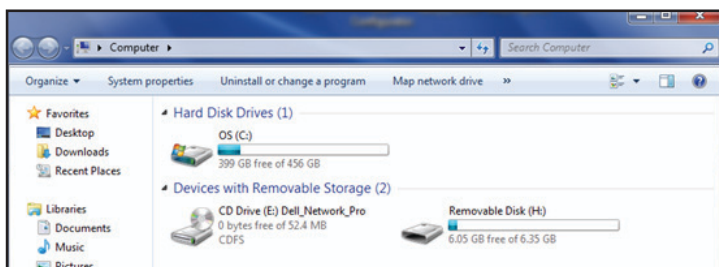 Computer
Search Computer
Organize
System properties
Uninstall or change a program
Map network drive
»
Favorites
Desktop
Downloads
Recent Places
Libraries
Documents
Music
Pictures
Hard Disk Drives (1)
OS (C:)
399 GB free of 456 GB
Devices with Removable Storage (2)
CD Drive (E:) Dell_Network_Pro
0 bytes free of 52.4 MB
CDFS
Removable Disk (H:)
6.05 GB free of 6.35 GB